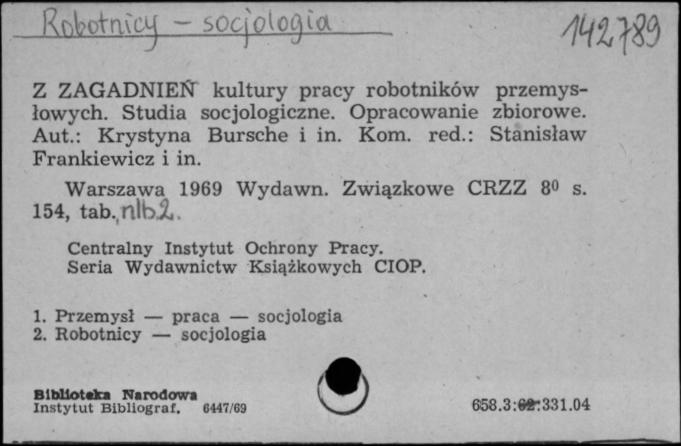 Robotnicy - socjologia
142789
Z ZAGADNIEŃ kultury pracy robotników przemys-
łowych. Studia socjologiczne. Opracowanie zbiorowe.
Aut.: Krystyna Bursche i in. Kom. red.: Stanisław
Frankiewicz i in.
Warszawa 1969 Wydawn. Związkowe CRZZ 8⁰ s.
154, tab., nlb 2.
Centralny Instytut Ochrony Pracy.
Seria Wydawnictw Książkowych CIOP.
1. Przemysł — praca — socjologia
2. Robotnicy — socjologia
Biblioteka Narodowa
Instytut Bibliograf. 6447/69
658.3:62:331.04